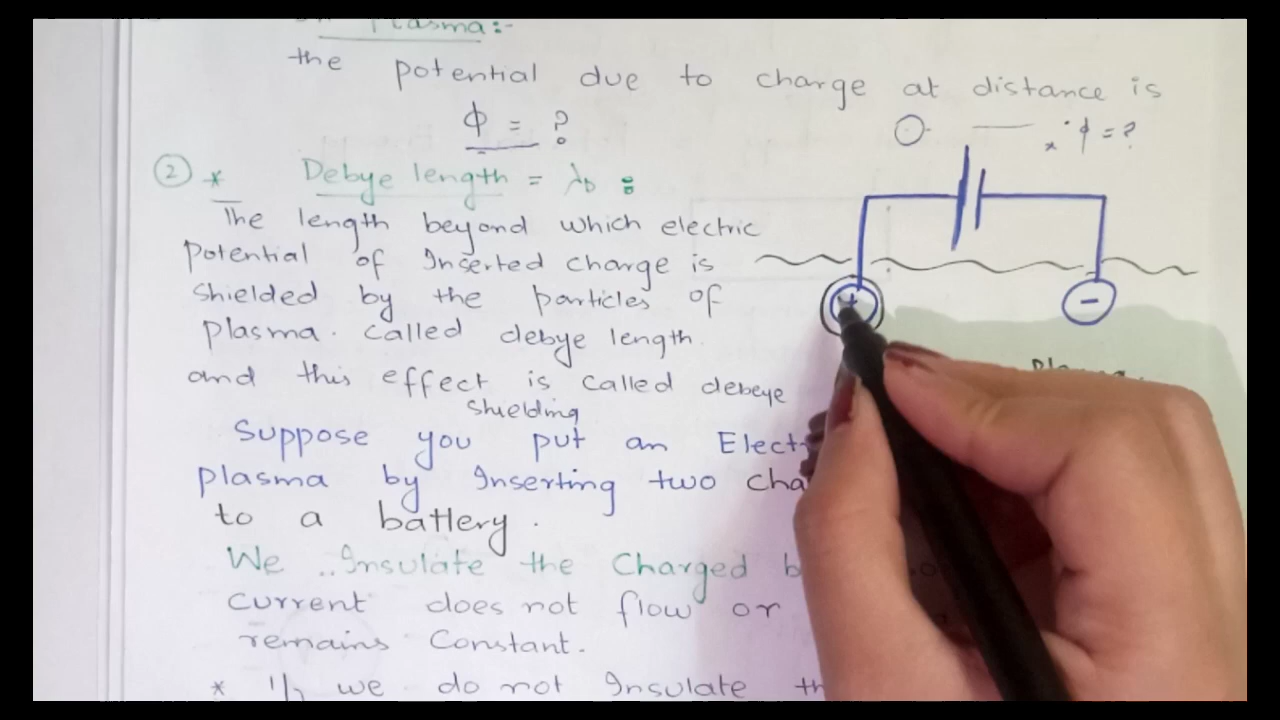 Plasma:-
the potential due to charge at distance is
ϕ = ?
ϕ = ?
② * Debye length = λD :
The length beyond which electric
Potential of Inserted charge is
Shielded by the particles of
Plasma. called debye length.
and this effect is called debeye
shielding
+
−
Suppose you put an
plasma by Inserting two
to a battery.
We Insulate the Charged
current does not flow or
remains Constant.
* If we do not Insulate